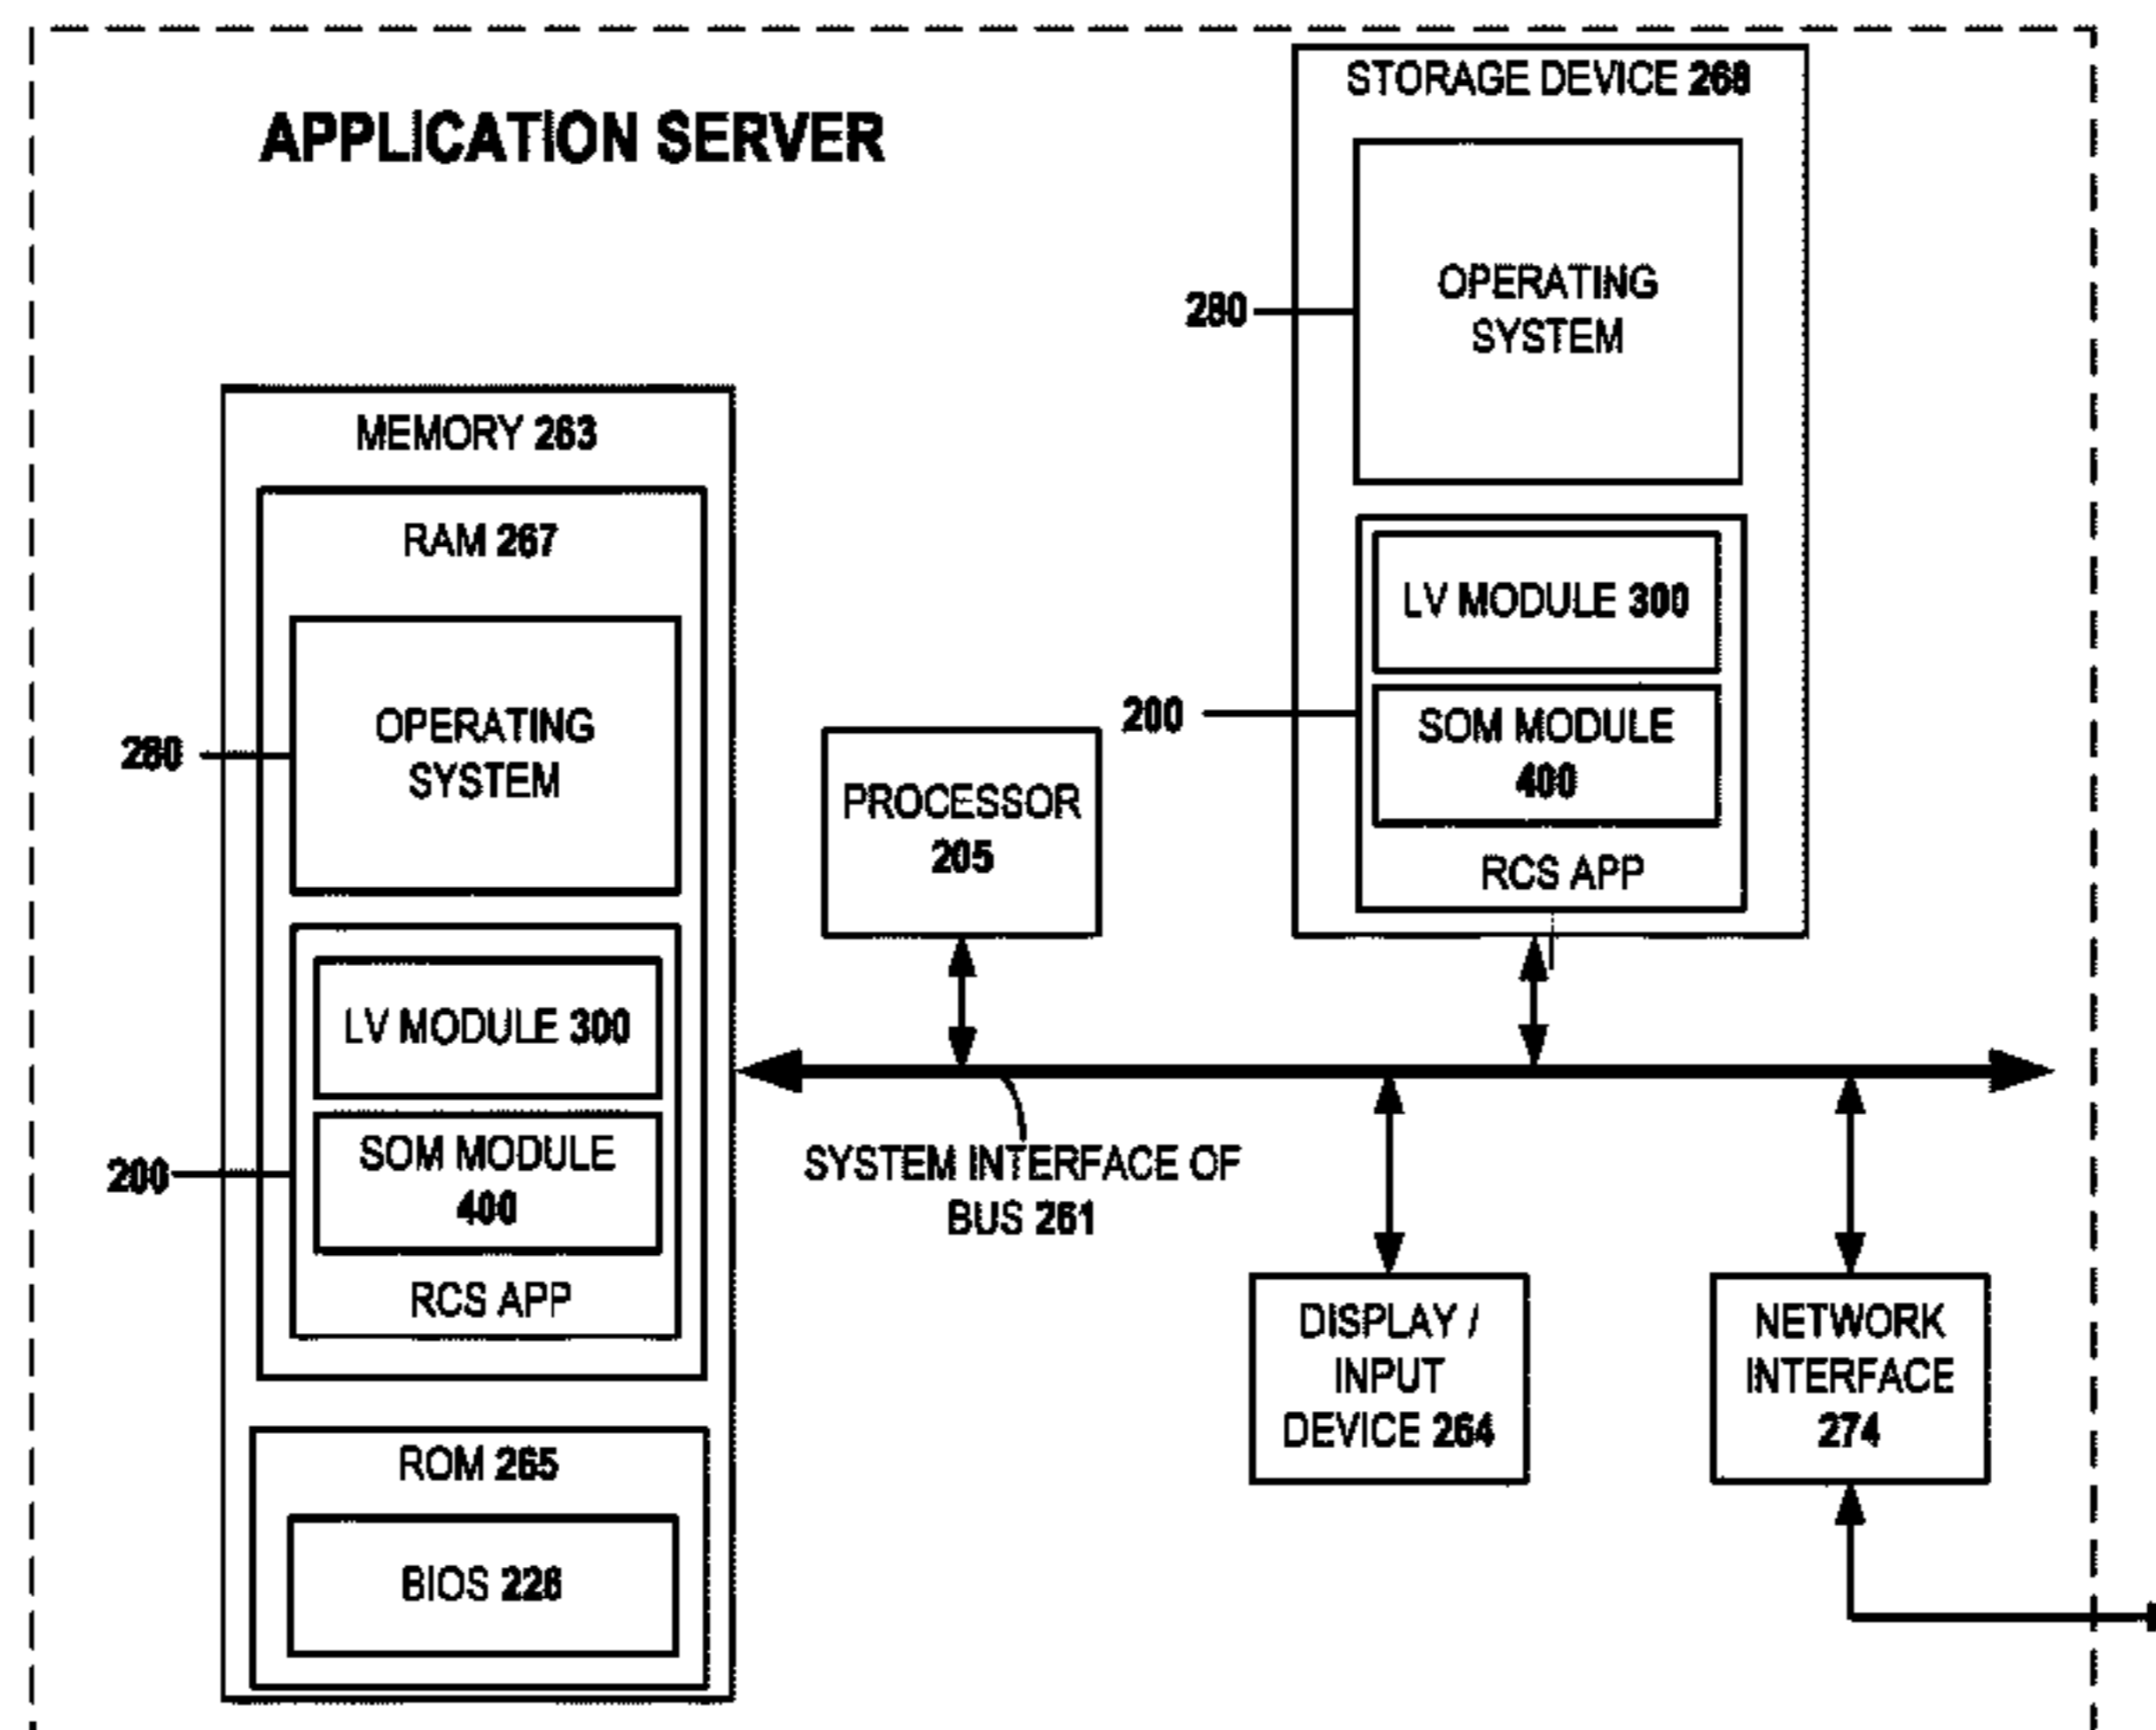 APPLICATION SERVER
STORAGE DEVICE 268
OPERATING
SYSTEM
280
LV MODULE 300
SOM MODULE
400
RCS APP
200
MEMORY 263
RAM 267
OPERATING
SYSTEM
280
LV MODULE 300
SOM MODULE
400
RCS APP
200
ROM 265
BIOS 226
PROCESSOR
205
SYSTEM INTERFACE OF
BUS 261
DISPLAY /
INPUT
DEVICE 264
NETWORK
INTERFACE
274